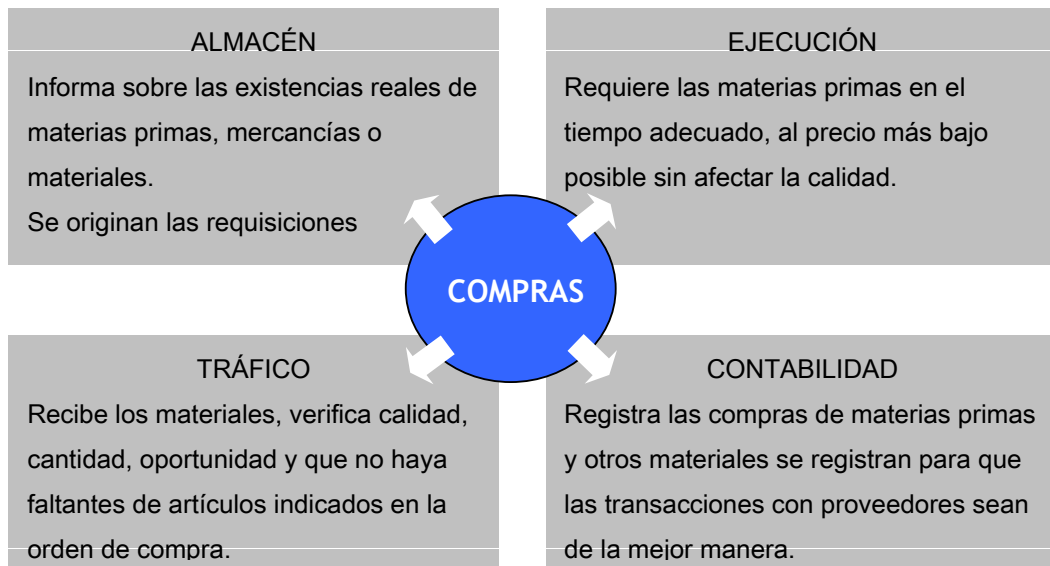 ALMACÉN
Informa sobre las existencias reales de
materias primas, mercancías o
materiales.
Se originan las requisiciones
EJECUCIÓN
Requiere las materias primas en el
tiempo adecuado, al precio más bajo
posible sin afectar la calidad.
COMPRAS
TRÁFICO
Recibe los materiales, verifica calidad,
cantidad, oportunidad y que no haya
faltantes de artículos indicados en la
orden de compra.
CONTABILIDAD
Registra las compras de materias primas
y otros materiales se registran para que
las transacciones con proveedores sean
de la mejor manera.